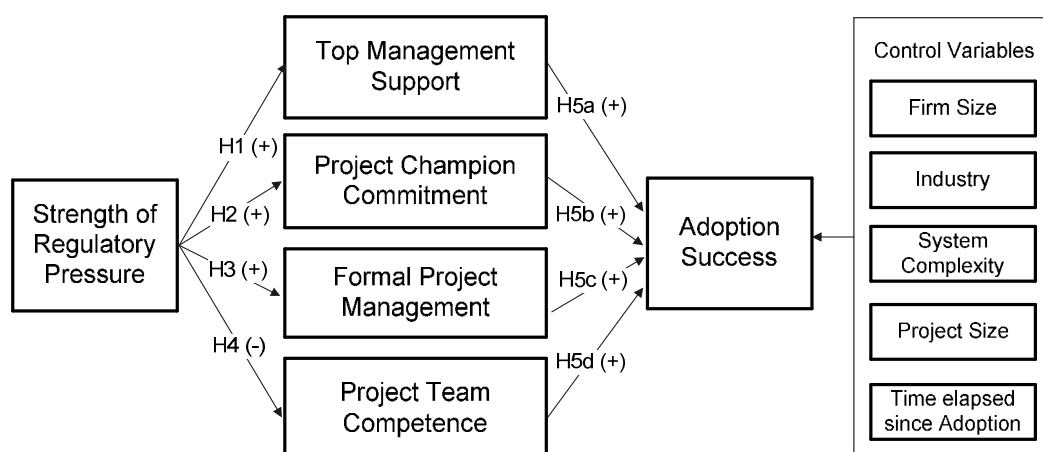 Strength of
Regulatory
Pressure
H1 (+)
H2 (+)
H3 (+)
H4 (-)
Top Management
Support
Project Champion
Commitment
Formal Project
Management
Project Team
Competence
H5a (+)
H5b (+)
H5c (+)
H5d (+)
Adoption
Success
Control Variables
Firm Size
Industry
System
Complexity
Project Size
Time elapsed
since Adoption